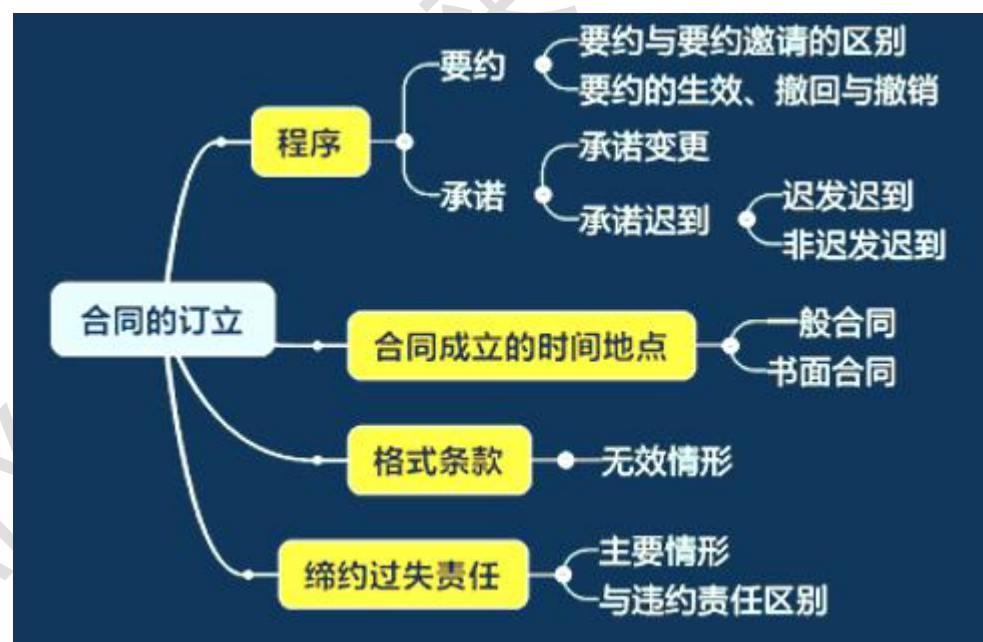 要约与要约邀请的区别
要约
要约的生效、撤回与撤销
程序
承诺变更
承诺
迟发迟到
承诺迟到
非迟发迟到
合同的订立
一般合同
合同成立的时间地点
书面合同
格式条款
无效情形
主要情形
缔约过失责任
与违约责任区别